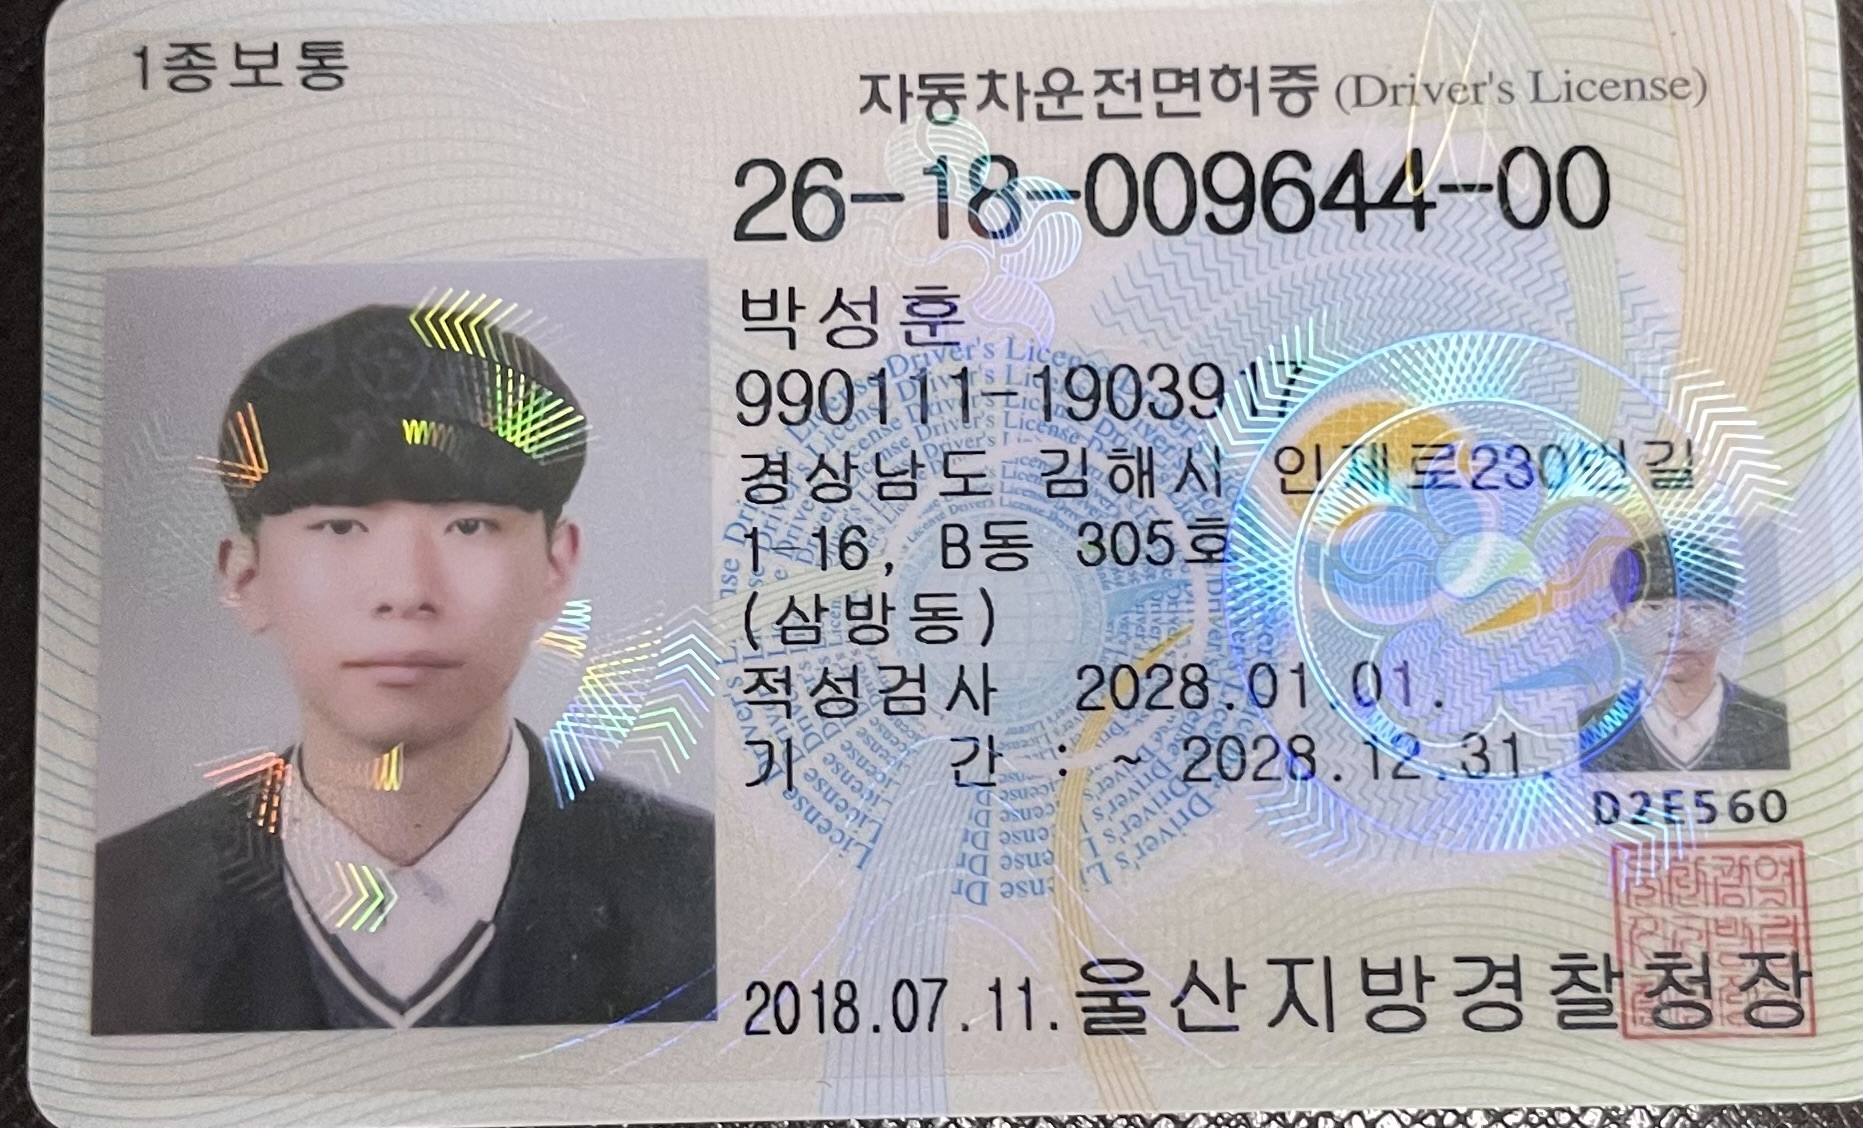 1종보통
자동차운전면허증 (Driver's License)
26-18-009644-00
박성훈
990111-1903917
경상남도 김해시 인제로230번길
1-16, B동 305호
(삼방동)
적성검사 2028.01.01.
기 간 : ~ 2028.12.31.
D2E560
2018.07.11. 울산지방경찰청장